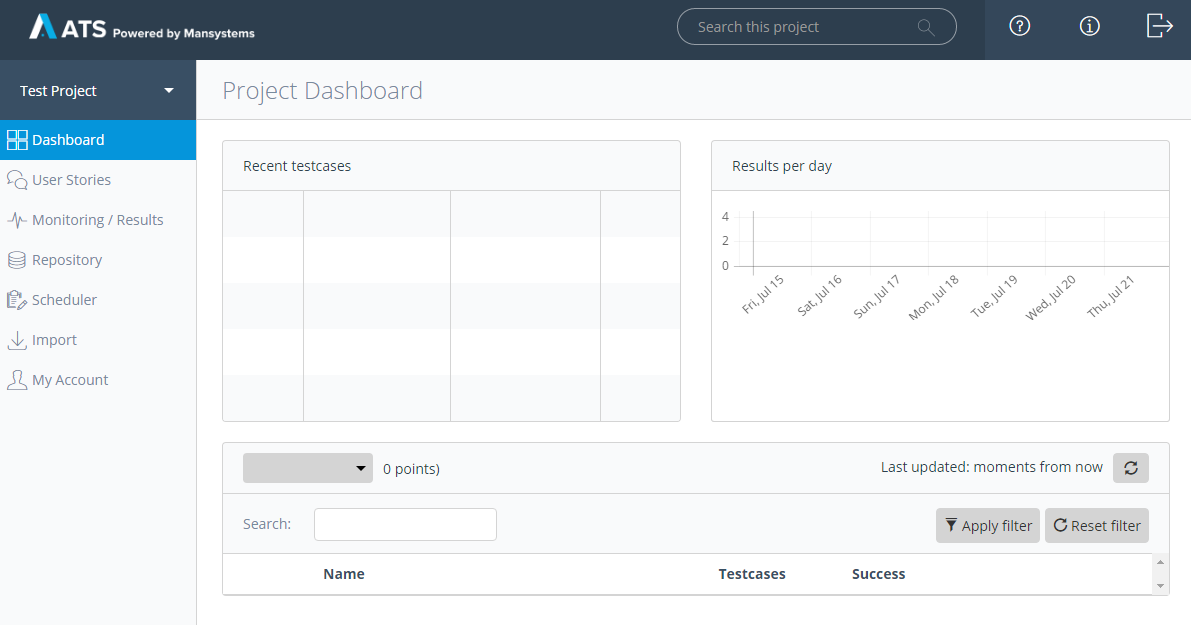 ATS Powered by Mansystems
Search this project
Test Project
Project Dashboard
Dashboard
User Stories
Monitoring / Results
Repository
Scheduler
Import
My Account
Recent testcases
Results per day
4
2
0
Fri, Jul 15
Sat, Jul 16
Sun, Jul 17
Mon, Jul 18
Tue, Jul 19
Wed, Jul 20
Thu, Jul 21
0 points)
Last updated: moments from now
Search:
Apply filter
Reset filter
Name Testcases Success